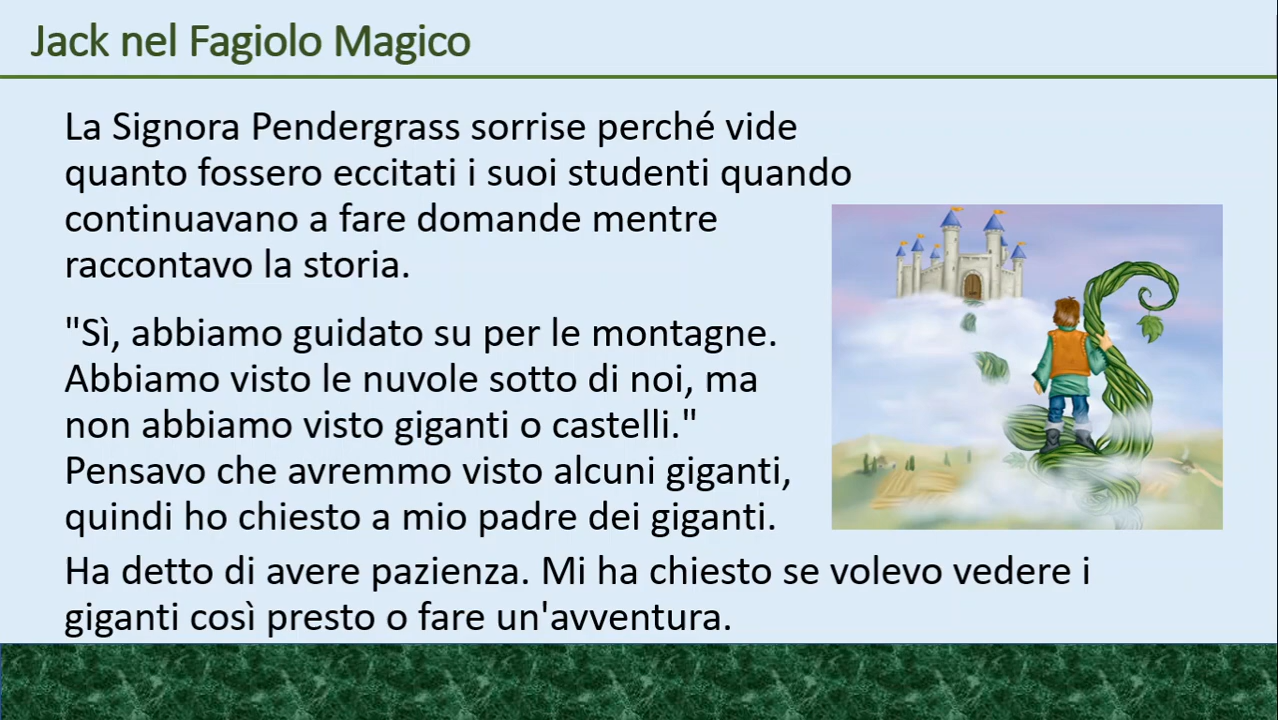 Jack nel Fagiolo Magico
La Signora Pendergrass sorrise perché vide
quanto fossero eccitati i suoi studenti quando
continuavano a fare domande mentre
raccontavo la storia.
"Sì, abbiamo guidato su per le montagne.
Abbiamo visto le nuvole sotto di noi, ma
non abbiamo visto giganti o castelli."
Pensavo che avremmo visto alcuni giganti,
quindi ho chiesto a mio padre dei giganti.
Ha detto di avere pazienza. Mi ha chiesto se volevo vedere i
giganti così presto o fare un'avventura.